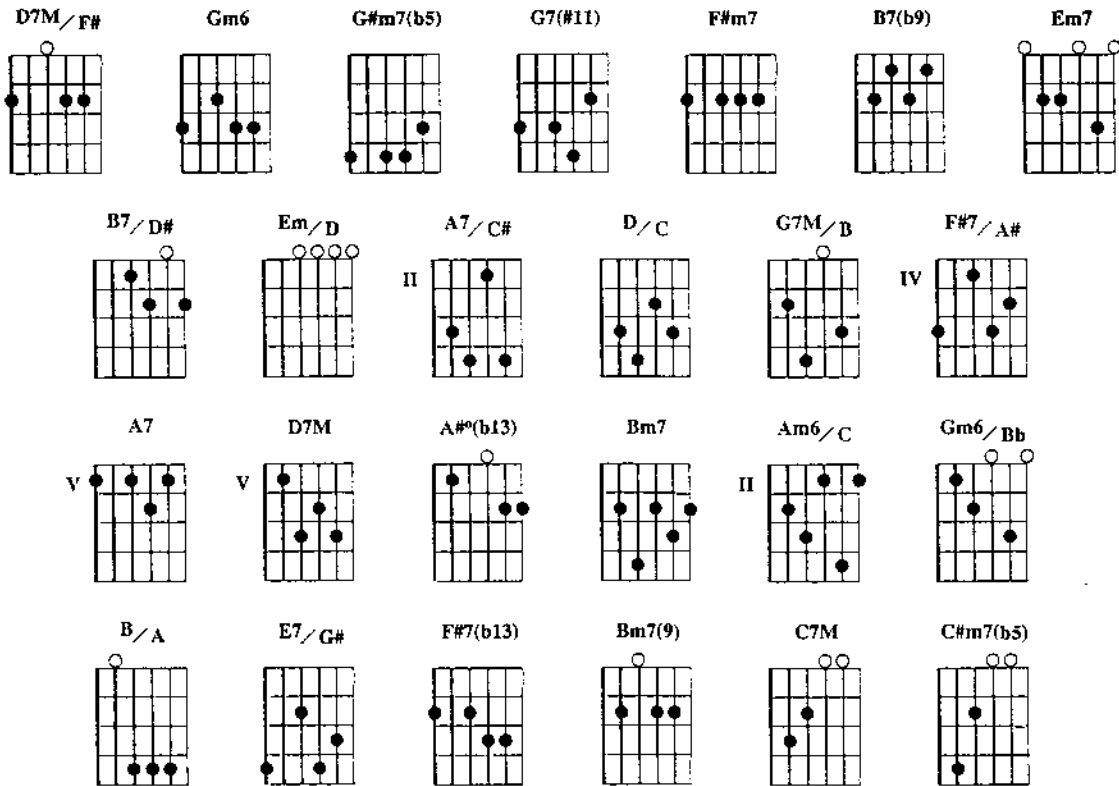 D7M/F# Gm6 G#m7(b5) G7(#11) F#m7 B7(b9) Em7
B7/D# Em/D A7/C# D/C G7M/B F#7/A#
II IV
A7 D7M A#º(b13) Bm7 Am6/C Gm6/Bb
V V II
B/A E7/G# F#7(b13) Bm7(9) C7M C#m7(b5)